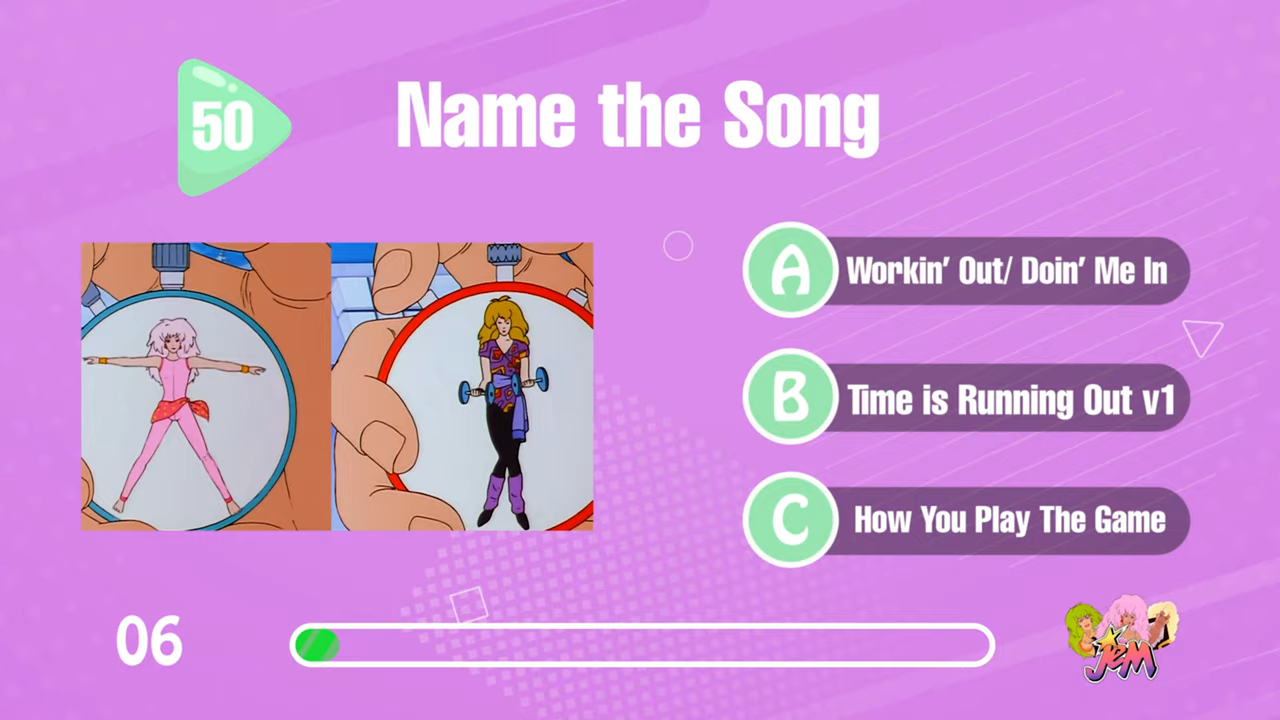 50
Name the Song
A
Workin' Out/ Doin' Me In
B
Time is Running Out v1
C
How You Play The Game
06
JEM